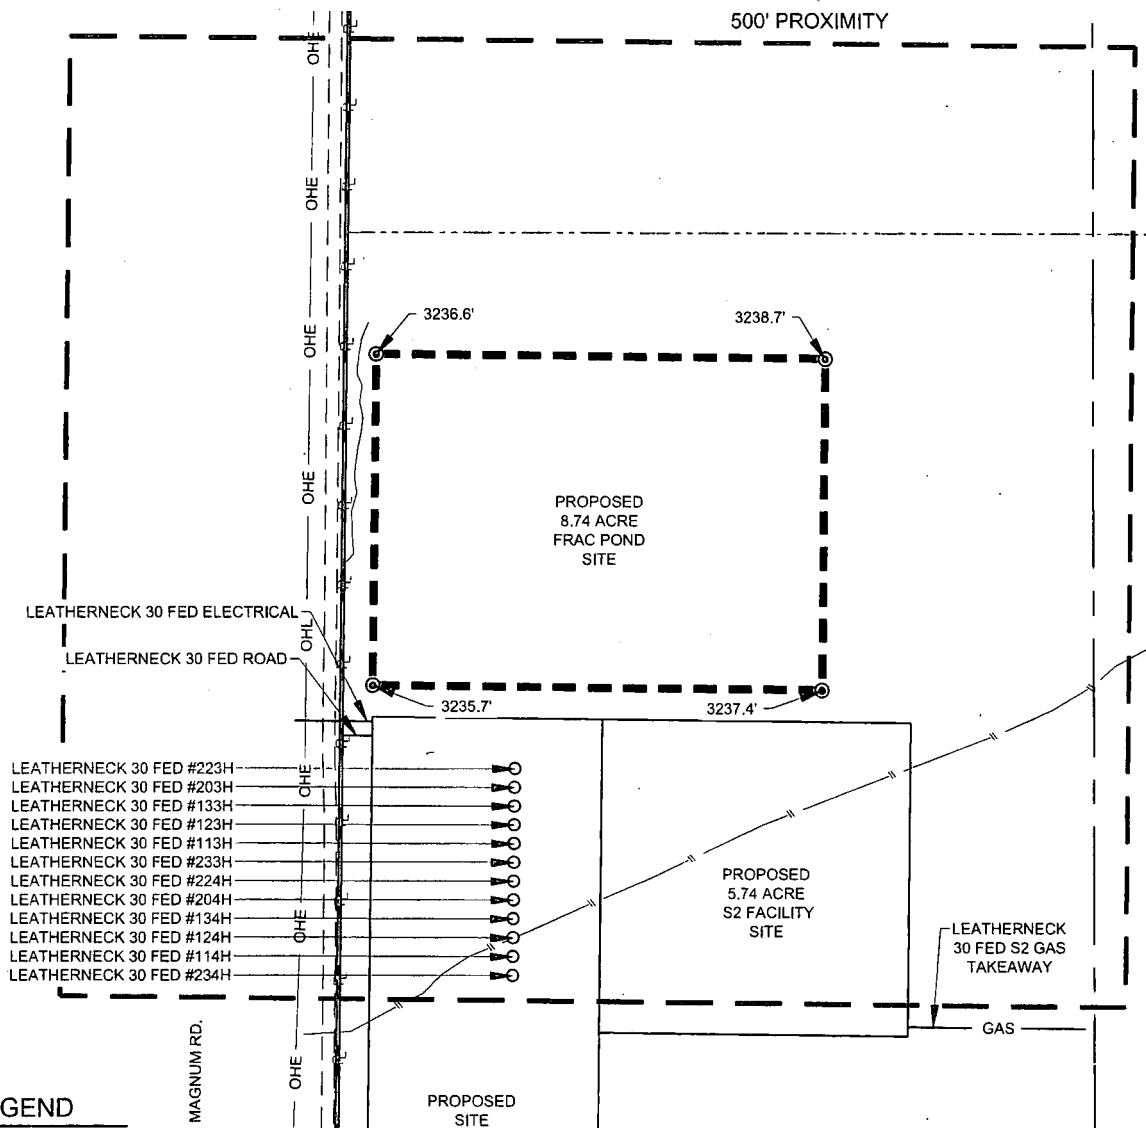 500' PROXIMITY
OHE
OHE
3236.6'
3238.7'
OHE
OHE
PROPOSED
8.74 ACRE
FRAC POND
SITE
LEATHERNECK 30 FED ELECTRICAL
OHL
LEATHERNECK 30 FED ROAD
3235.7'
3237.4'
LEATHERNECK 30 FED #223H
OHE
LEATHERNECK 30 FED #203H
LEATHERNECK 30 FED #133H
LEATHERNECK 30 FED #123H
LEATHERNECK 30 FED #113H
LEATHERNECK 30 FED #233H
LEATHERNECK 30 FED #224H
LEATHERNECK 30 FED #204H
LEATHERNECK 30 FED #134H
LEATHERNECK 30 FED #124H
LEATHERNECK 30 FED #114H
LEATHERNECK 30 FED #234H
OHE
PROPOSED
5.74 ACRE
S2 FACILITY
SITE
LEATHERNECK
30 FED S2 GAS
TAKEAWAY
GAS
MAGNUM RD.
OHE
GEND
PROPOSED
SITE